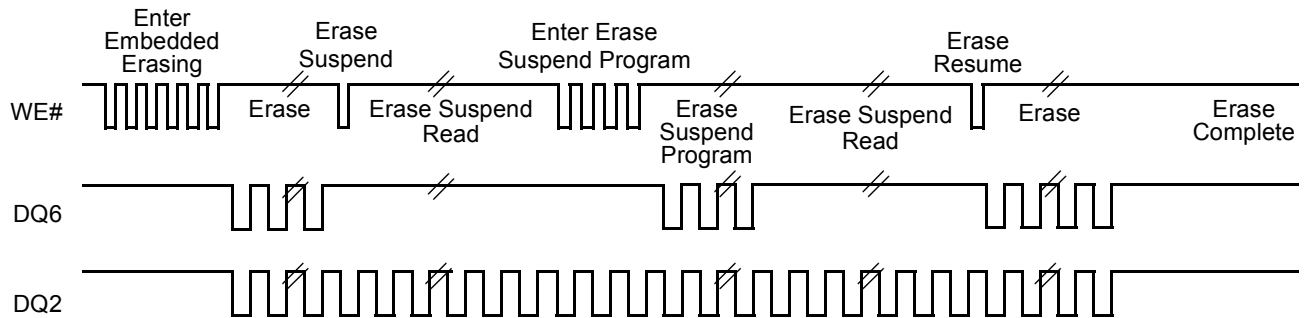 Enter
Embedded
Erasing
Erase
Suspend
Enter Erase
Suspend Program
Erase
Resume
WE#
Erase
Erase Suspend
Read
Erase
Suspend
Program
Erase Suspend
Read
Erase
Erase
Complete
DQ6
DQ2